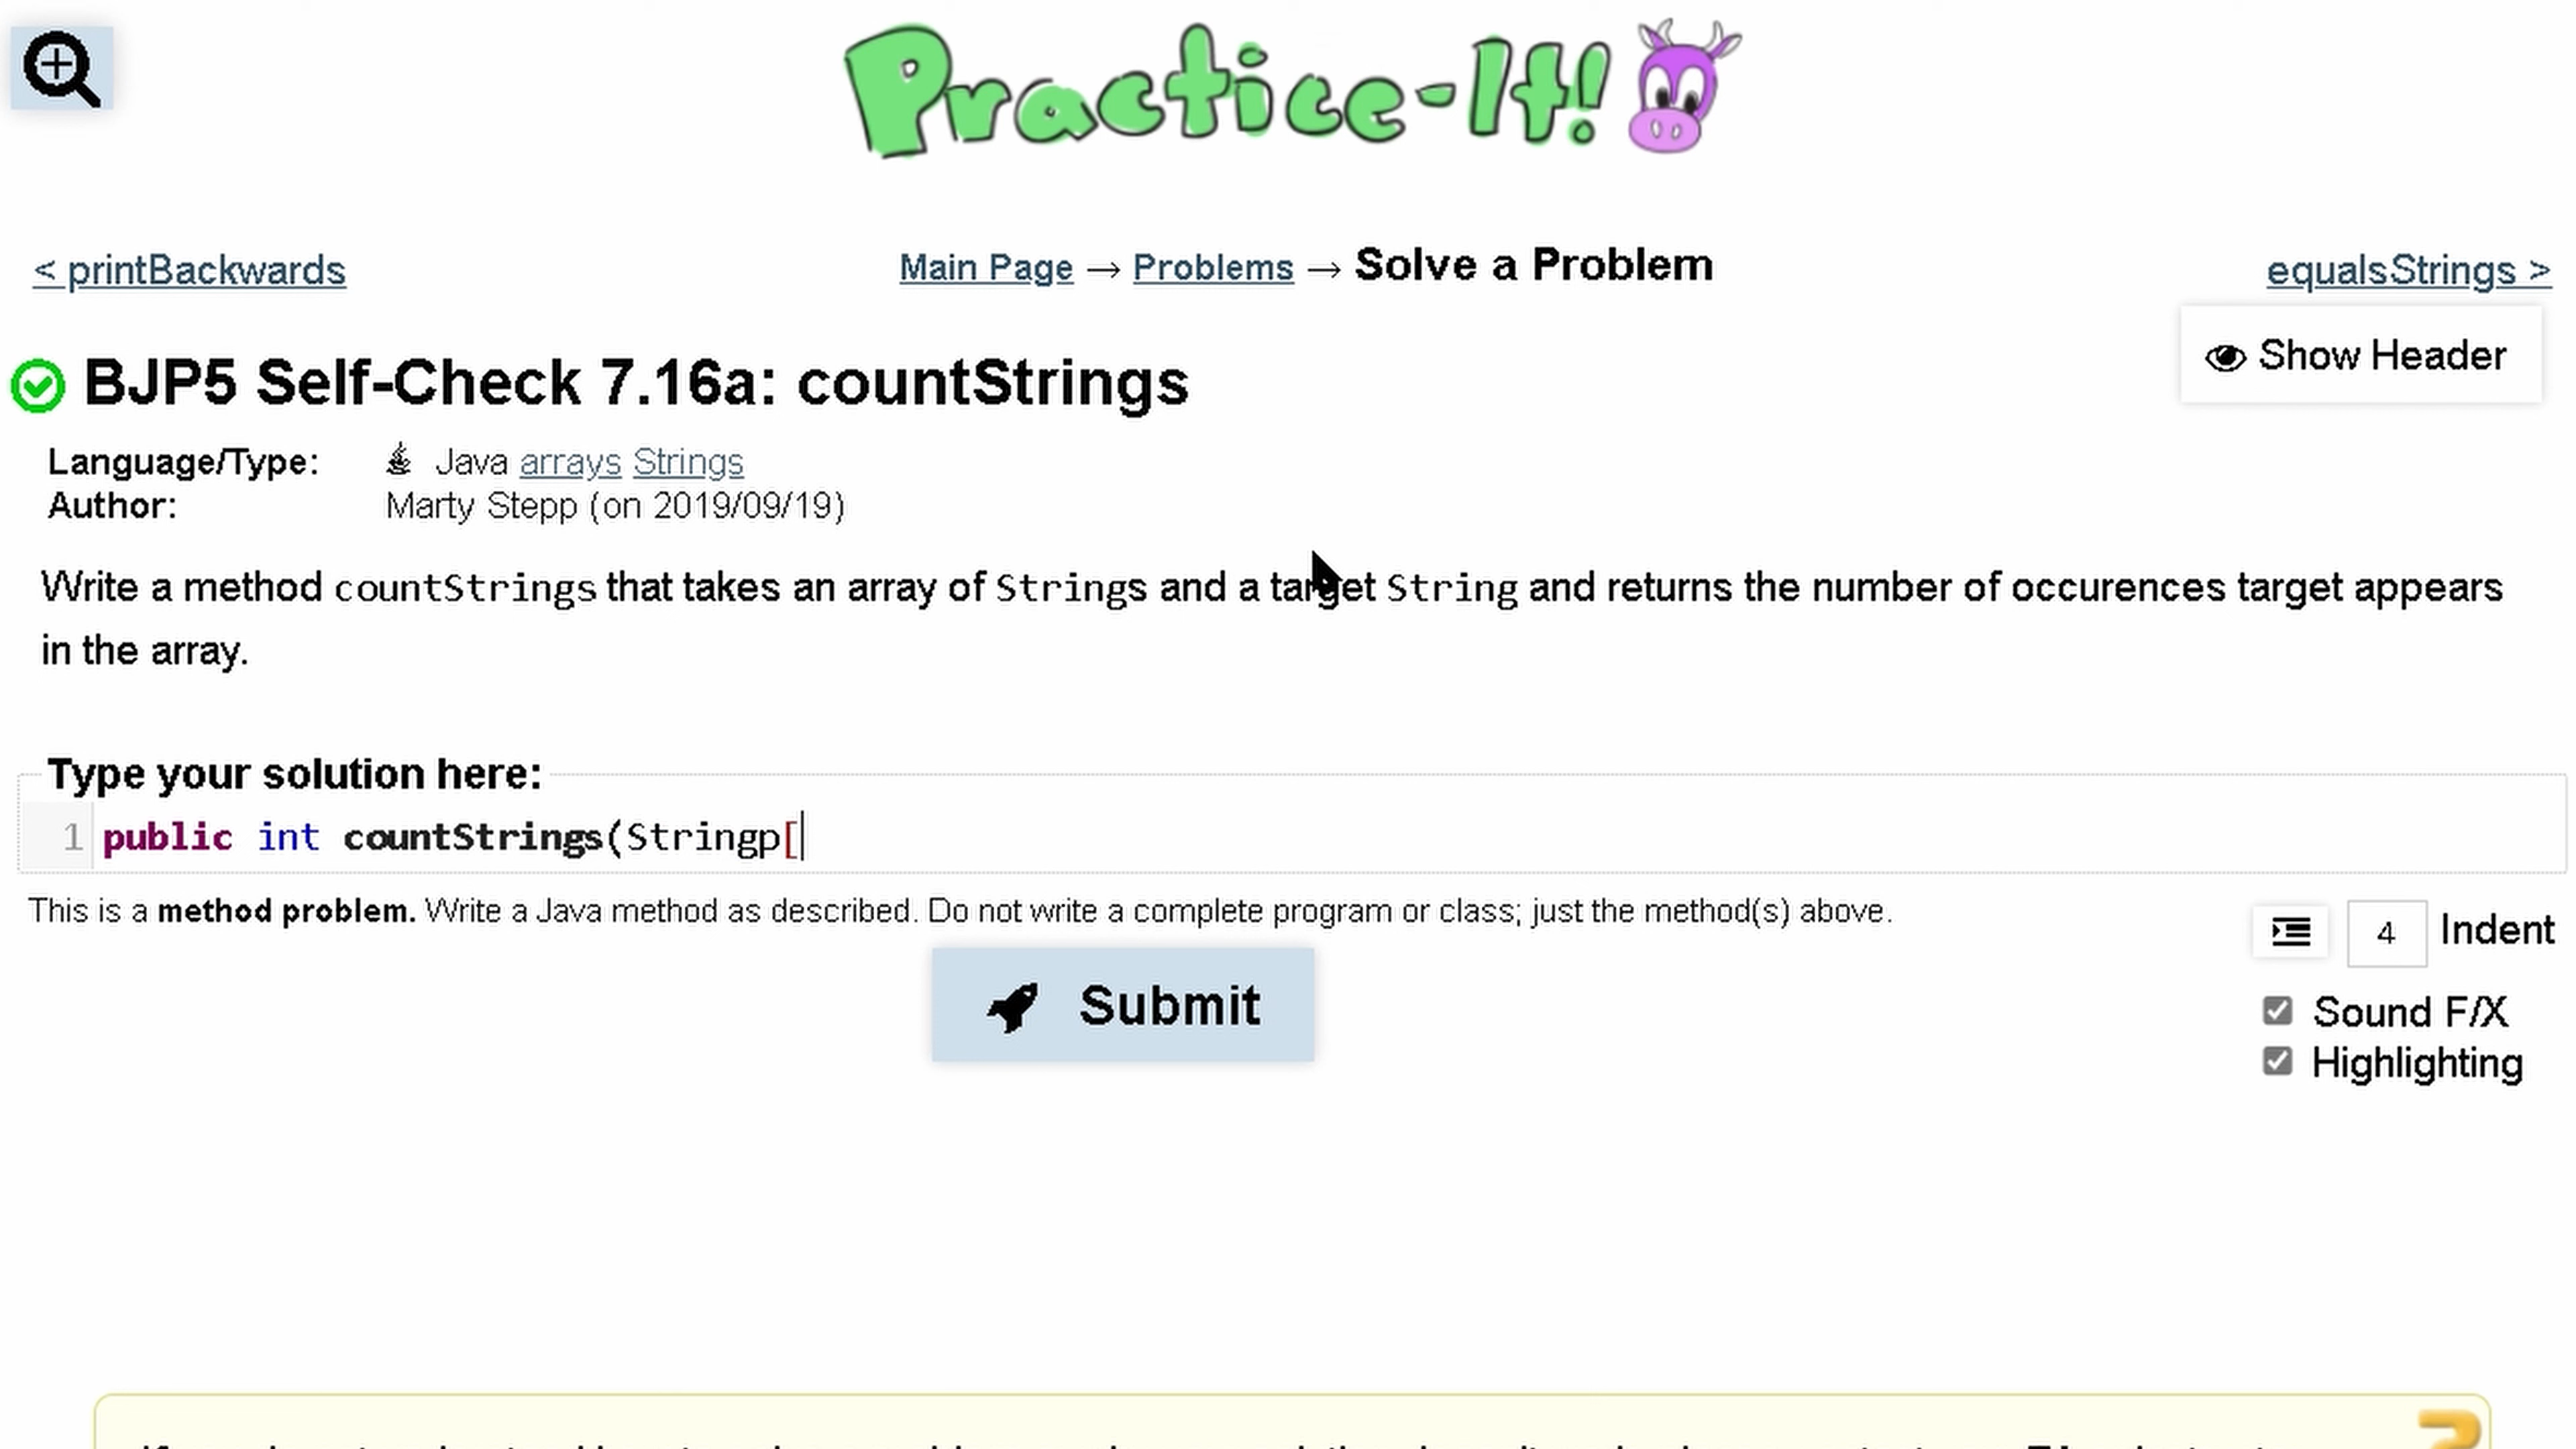 Practice-It!
< printBackwards
Main Page → Problems → Solve a Problem
equalsStrings >
Show Header
BJP5 Self-Check 7.16a: countStrings
Language/Type: Java arrays Strings
Author: Marty Stepp (on 2019/09/19)
Write a method countStrings that takes an array of Strings and a target String and returns the number of occurences target appears
in the array.
Type your solution here:
1 public int countStrings(Stringp[
This is a method problem. Write a Java method as described. Do not write a complete program or class; just the method(s) above.
4 Indent
Submit
Sound F/X
Highlighting